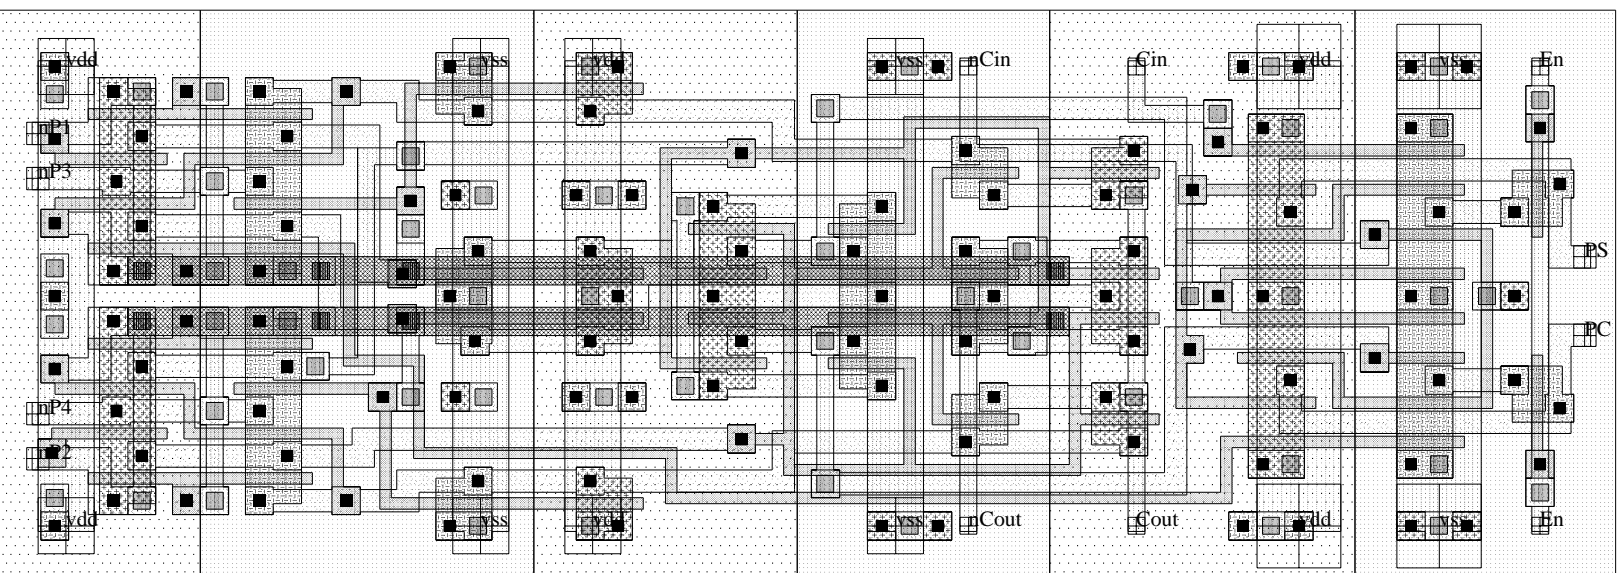 vdd vss vdd vss nCin Cin vdd vss En
nP1
nP3
PS
PC
nP4
nP2
vdd vss vdd vss nCout Cout vdd vss En